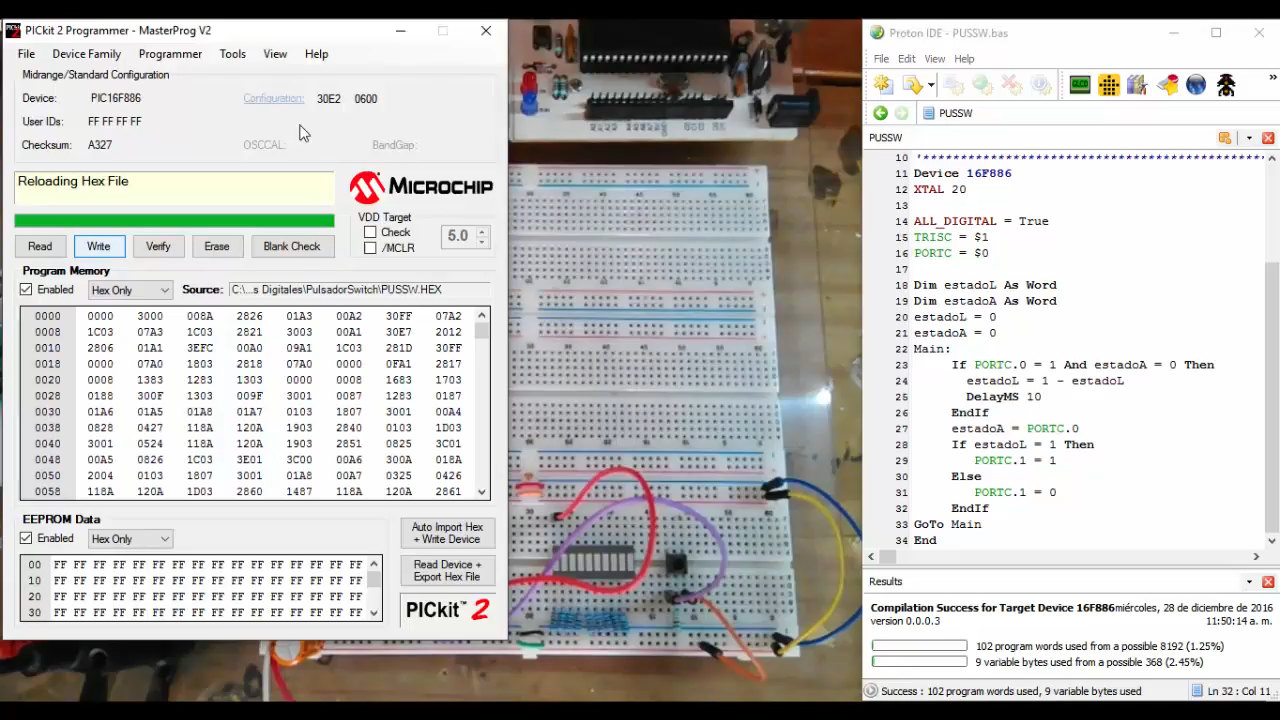 PICkit 2 Programmer - MasterProg V2
File Device Family Programmer Tools View Help
Midrange/Standard Configuration
Device: PIC16F886 Configuration: 30E2 0600
User IDs: FF FF FF FF
Checksum: A327 OSCCAL: BandGap:
Reloading Hex File
MICROCHIP
VDD Target
Check
/MCLR
5.0
Read Write Verify Erase Blank Check
Program Memory
Enabled Hex Only Source: C:\...s Digitales\PulsadorSwitch\PUSSW.HEX
0000 0000 3000 008A 2826 01A3 00A2 30FF 07A2
0008 1C03 07A3 1C03 2821 3003 00A1 30E7 2012
0010 2806 01A1 3EFC 00A0 09A1 1C03 281D 30FF
0018 07A0 1803 2818 07A0 0000 0FA1 2817
0020 0008 1383 1283 1303 0000 0008 1683 1703
0028 0188 300F 1303 009F 3001 0087 1283 0187
0030 01A6 01A5 01A8 01A7 0103 1807 3001 00A4
0038 0828 0427 118A 120A 1903 2840 0103 1D03
0040 3001 0524 118A 120A 1903 2851 0825 3C01
0048 00A5 0826 1C03 3E01 3C00 00A6 300A 018A
0050 2004 0103 1807 3001 01A8 00A7 0325 0426
0058 118A 120A 1D03 2860 1487 118A 120A 2861
EEPROM Data
Enabled Hex Only
00 FF FF FF FF FF FF FF FF FF FF FF FF FF FF
10 FF FF FF FF FF FF FF FF FF FF FF FF FF FF
20 FF FF FF FF FF FF FF FF FF FF FF FF FF FF
30 FF FF FF FF FF FF FF FF FF FF FF FF FF FF
Auto Import Hex
+ Write Device
Read Device +
Export Hex File
PICkit™ 2
Proton IDE - PUSSW.bas
File Edit View Help
PUSSW
PUSSW
10 '************************************************
11 Device 16F886
12 XTAL 20
13
14 ALL_DIGITAL = True
15 TRISC = $1
16 PORTC = $0
17
18 Dim estadoL As Word
19 Dim estadoA As Word
20 estadoL = 0
21 estadoA = 0
22 Main:
23 If PORTC.0 = 1 And estadoA = 0 Then
24 estadoL = 1 - estadoL
25 DelayMS 10
26 EndIf
27 estadoA = PORTC.0
28 If estadoL = 1 Then
29 PORTC.1 = 1
30 Else
31 PORTC.1 = 0
32 EndIf
33 GoTo Main
34 End
Results
Compilation Success for Target Device 16F886 miércoles, 28 de diciembre de 2016
version 0.0.0.3 11:50:14 a. m.
102 program words used from a possible 8192 (1.25%)
9 variable bytes used from a possible 368 (2.45%)
Success : 102 program words used, 9 variable bytes used Ln 32 : Col 11